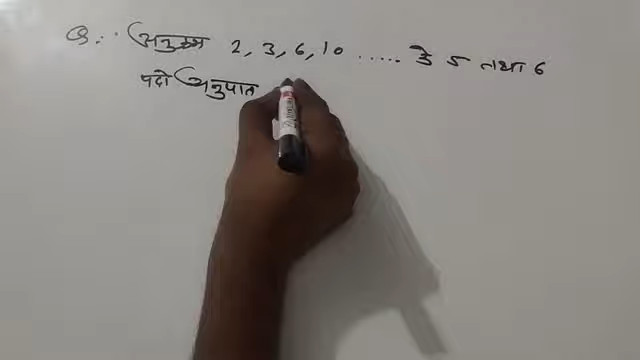 Q:. अनुक्रम 2, 3, 6, 10 ..... के 5 तथा 6
पदो अनुपात